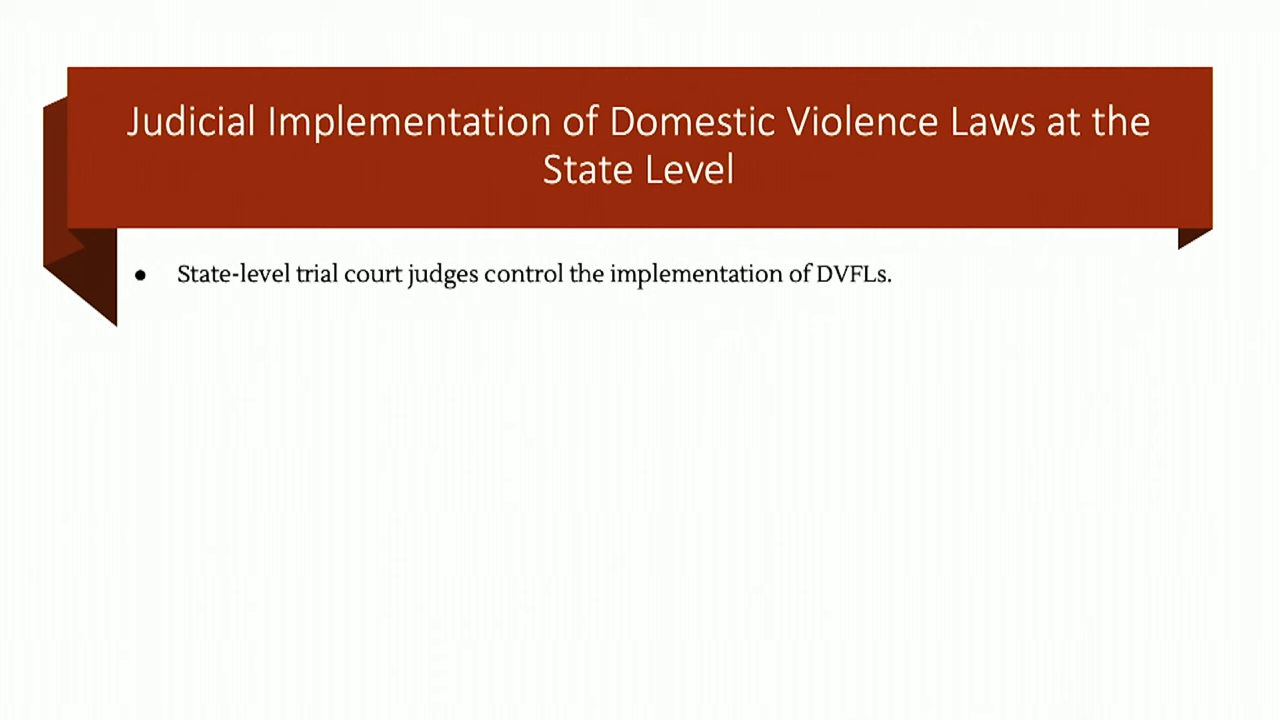 Judicial Implementation of Domestic Violence Laws at the
State Level
● State-level trial court judges control the implementation of DVFLs.